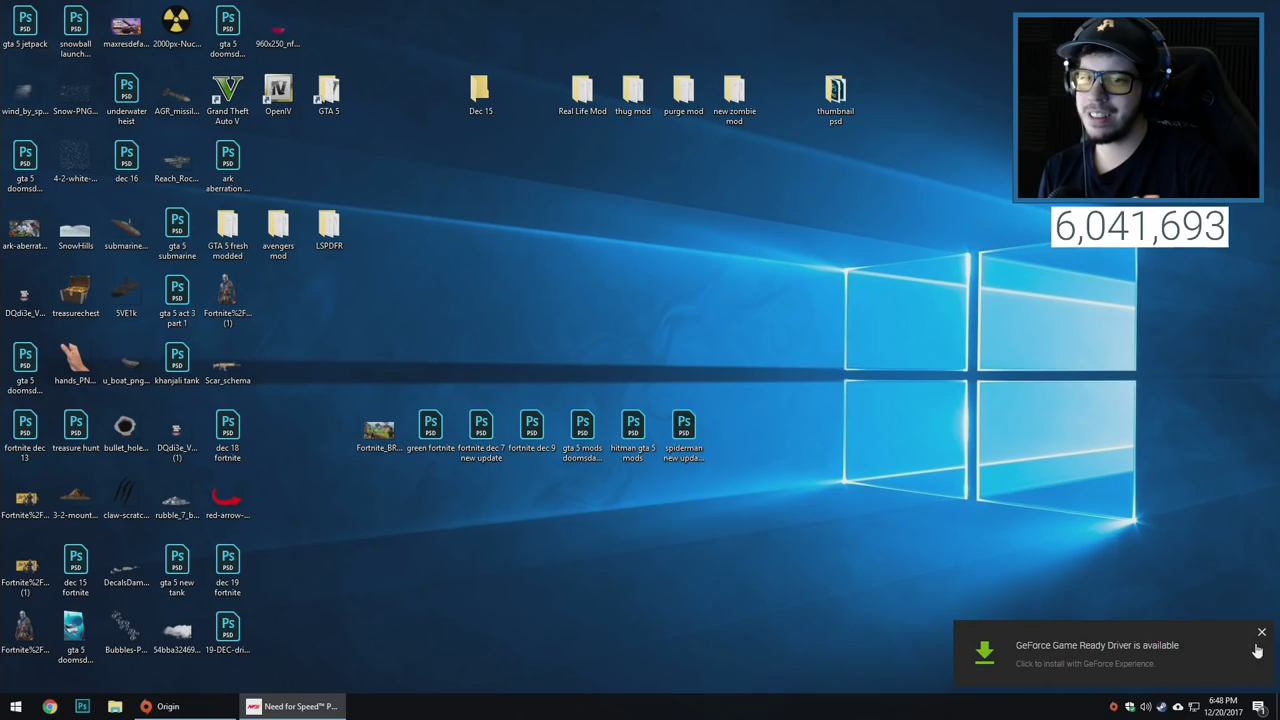 gta 5 jetpack
snowball
launch...
maxresdefa...
2000px-Nuc...
gta 5
doomsd...
960x250_nf...
wind_by_sp...
Snow-PNG...
underwater
heist
AGR_missil...
Grand Theft
Auto V
OpenIV
GTA 5
Dec 15
Real Life Mod
thug mod
purge mod
new zombie
mod
thumbnail
psd
6,041,693
gta 5
doomsd...
4-2-white-...
dec 16
Reach_Roc...
ark
aberration ...
ark-aberrat...
SnowHills
submarine...
gta 5
submarine
GTA 5 fresh
modded
avengers
mod
LSPDFR
DQdi3e_V...
treasurechest
5VE1k
gta 5 act 3
part 1
Fortnite%2F...
(1)
gta 5
doomsd...
hands_PN...
u_boat_png...
khanjali tank
Scar_schema
fortnite dec
13
treasure hunt
bullet_hole...
DQdi3e_V...
(1)
dec 18
fortnite
Fortnite_BR...
green fortnite
fortnite dec 7
new update
fortnite dec 9
gta 5 mods
doomsda...
hitman gta 5
mods
spiderman
new upda...
Fortnite%2F...
3-2-mount...
claw-scratc...
rubble_7_b...
red-arrow-...
Fortnite%2F...
(1)
dec 15
fortnite
DecalsDam...
gta 5 new
tank
dec 19
fortnite
Fortnite%2F...
gta 5
doomsd...
Bubbles-P...
54bba32469...
19-DEC-dri...
GeForce Game Ready Driver is available
Click to install with GeForce Experience.
Origin
Need for Speed™ P...
6:48 PM
12/20/2017